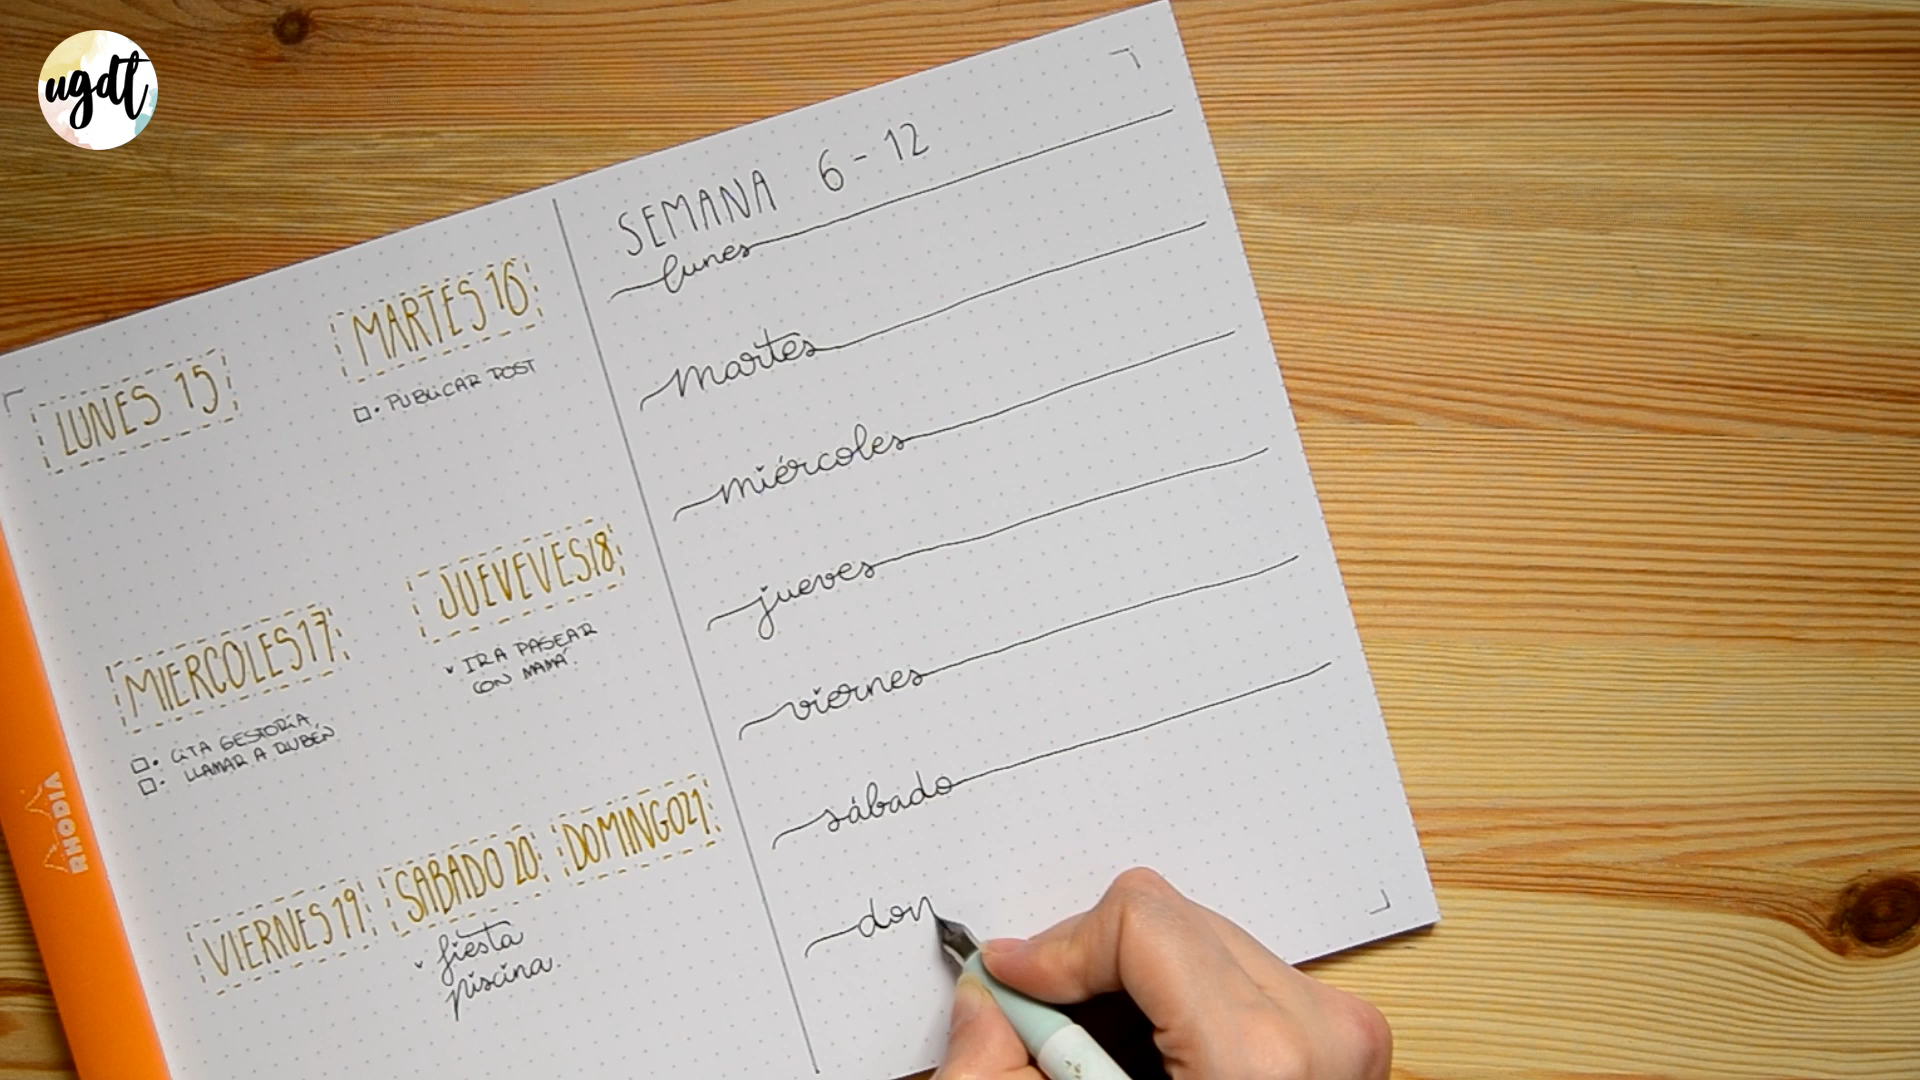 ugdt
LUNES 15
MARTES 16
PUBLICAR POST
MIERCOLES 17
CITA GESTORÍA
LLAMAR A RUBÉN
JUEVEVES 18
IR A PASEAR
CON MAMÁ.
VIERNES 19
SABADO 20
fiesta
piscina.
DOMINGO 21
RHODIA
SEMANA 6-12
lunes
martes
miércoles
jueves
viernes
sábado
dom